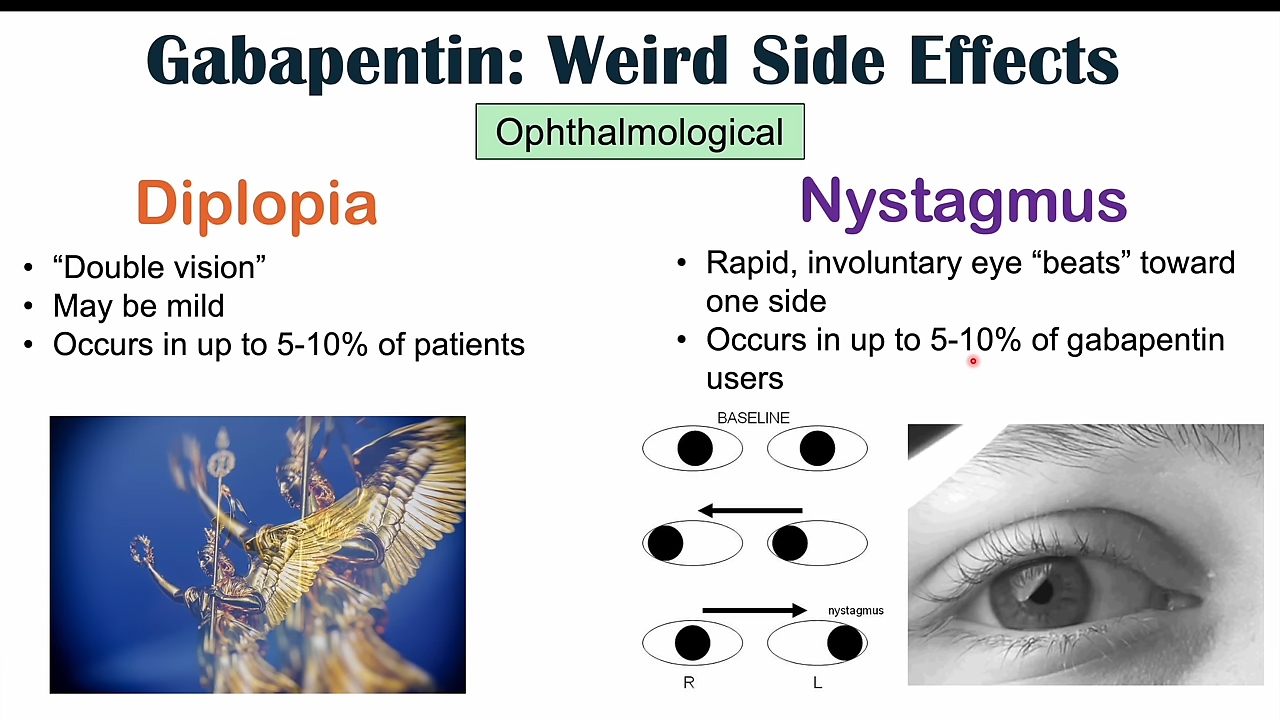 Gabapentin: Weird Side Effects
Ophthalmological
Diplopia
• “Double vision”
• May be mild
• Occurs in up to 5-10% of patients
Nystagmus
• Rapid, involuntary eye “beats” toward
one side
• Occurs in up to 5-10% of gabapentin
users
BASELINE
nystagmus
R L